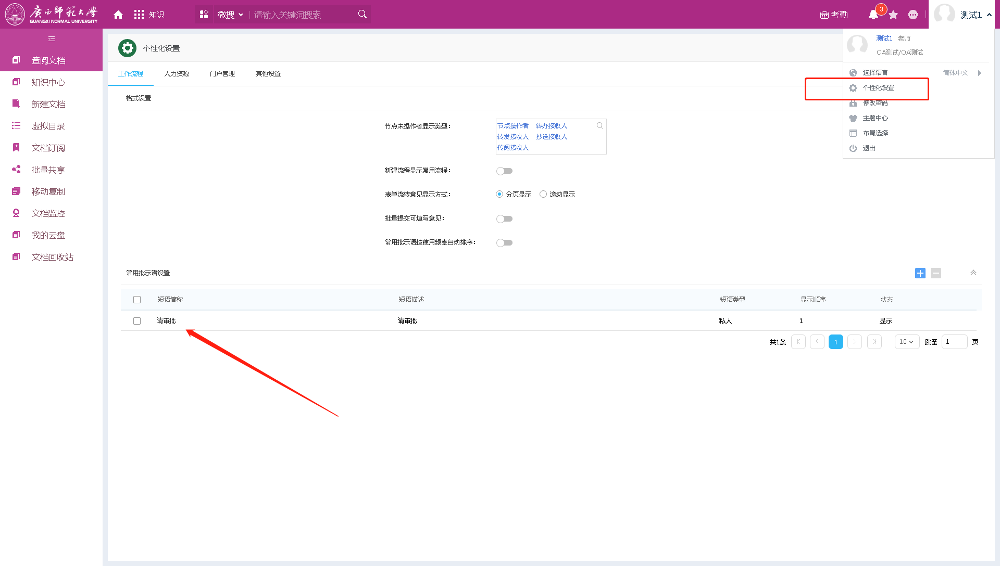 廣西師範大學
GUANGXI NORMAL UNIVERSITY
知识
微搜
请输入关键词搜索
考勤
3
测试1
查阅文档
知识中心
新建文档
虚拟目录
文档订阅
批量共享
移动复制
文档监控
我的云盘
文档回收站
个性化设置
工作流程 人力资源 门户管理 其他设置
测试1 老师
OA测试/OA测试
选择语言 简体中文
个性化设置
修改密码
主题中心
布局选择
退出
格式设置
节点未操作者显示类型：
节点操作者 转办接收人
转发接收人 抄送接收人
传阅接收人
新建流程显示常用流程：
表单流转意见显示方式： 分页显示 滚动显示
批量提交可填写意见：
常用批示语按使用频率自动排序：
常用批示语设置
短语简称 短语描述 短语类型 显示顺序 状态
请审批 请审批 私人 1 显示
共1条 1 10 跳至 1 页